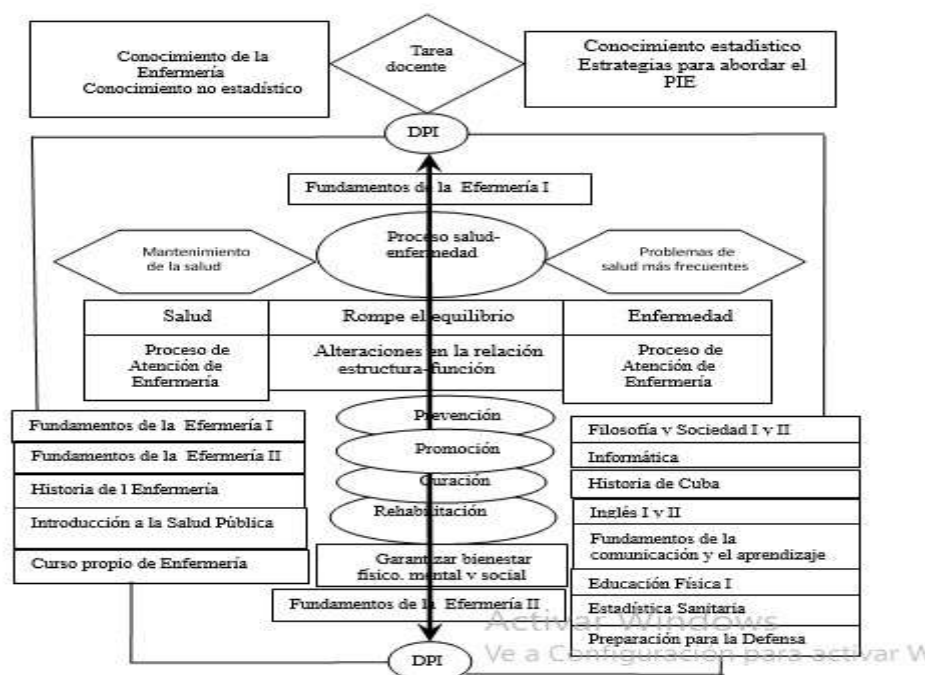 Conocimiento de la
Enfermería
Conocimiento no estadístico
Tarea
docente
Conocimiento estadístico
Estrategias para abordar el
PIE
DPI
Fundamentos de la Efermería I
Mantenimiento
de la salud
Proceso salud-
enfermedad
Problemas de
salud más frecuentes
Salud
Rompe el equilibrio
Enfermedad
Proceso de
Atención de
Enfermería
Alteraciones en la relación
estructura-función
Proceso de
Atención de
Enfermería
Fundamentos de la Efermería I
Fundamentos de la Efermería II
Historia de l Enfermería
Introducción a la Salud Pública
Curso propio de Enfermería
Prevención
Promoción
Curación
Rehabilitación
Garantizar bienestar
físico, mental y social
Fundamentos de la Efermería II
Filosofía y Sociedad I y II
Informática
Historia de Cuba
Inglés I y II
Fundamentos de la
comunicación y el aprendizaje
Educación Física I
Estadística Sanitaria
Preparación para la Defensa
DPI
Activar Windows
Ve a Configuración para activar W